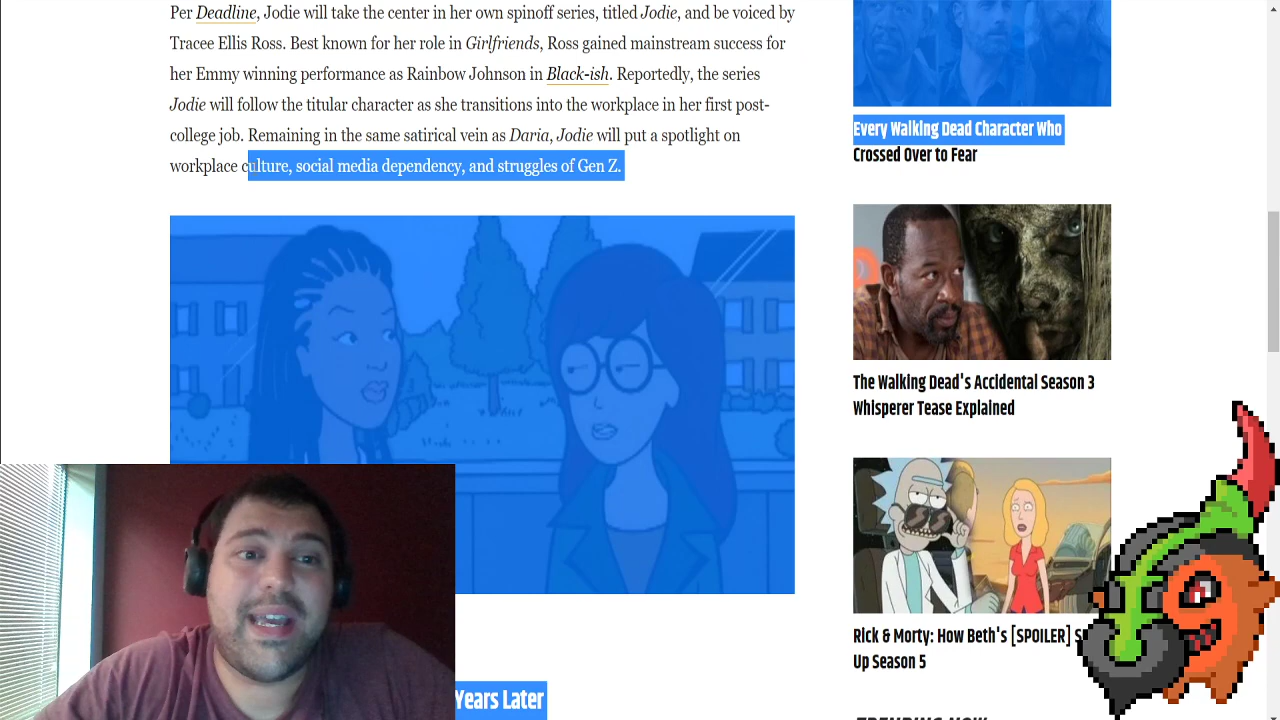 Per Deadline, Jodie will take the center in her own spinoff series, titled Jodie, and be voiced by
Tracee Ellis Ross. Best known for her role in Girlfriends, Ross gained mainstream success for
her Emmy winning performance as Rainbow Johnson in Black-ish. Reportedly, the series
Jodie will follow the titular character as she transitions into the workplace in her first post-
college job. Remaining in the same satirical vein as Daria, Jodie will put a spotlight on
workplace culture, social media dependency, and struggles of Gen Z.
Years Later
Every Walking Dead Character Who
Crossed Over to Fear
The Walking Dead's Accidental Season 3
Whisperer Tease Explained
Rick & Morty: How Beth's [SPOILER] S
Up Season 5
TRENDING NOW